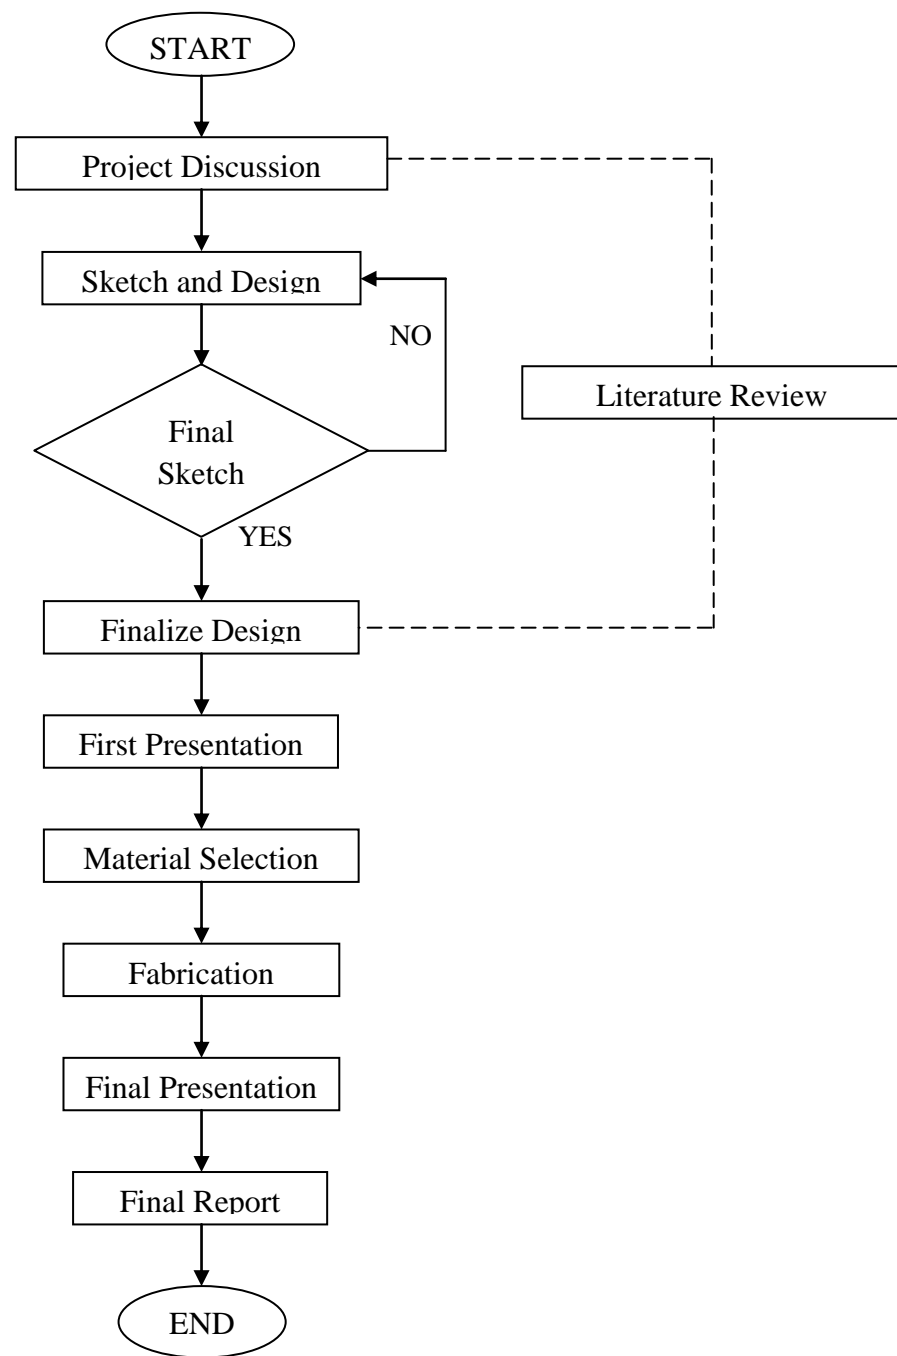 START
Project Discussion
Sketch and Design
NO
Literature Review
Final
Sketch
YES
Finalize Design
First Presentation
Material Selection
Fabrication
Final Presentation
Final Report
END